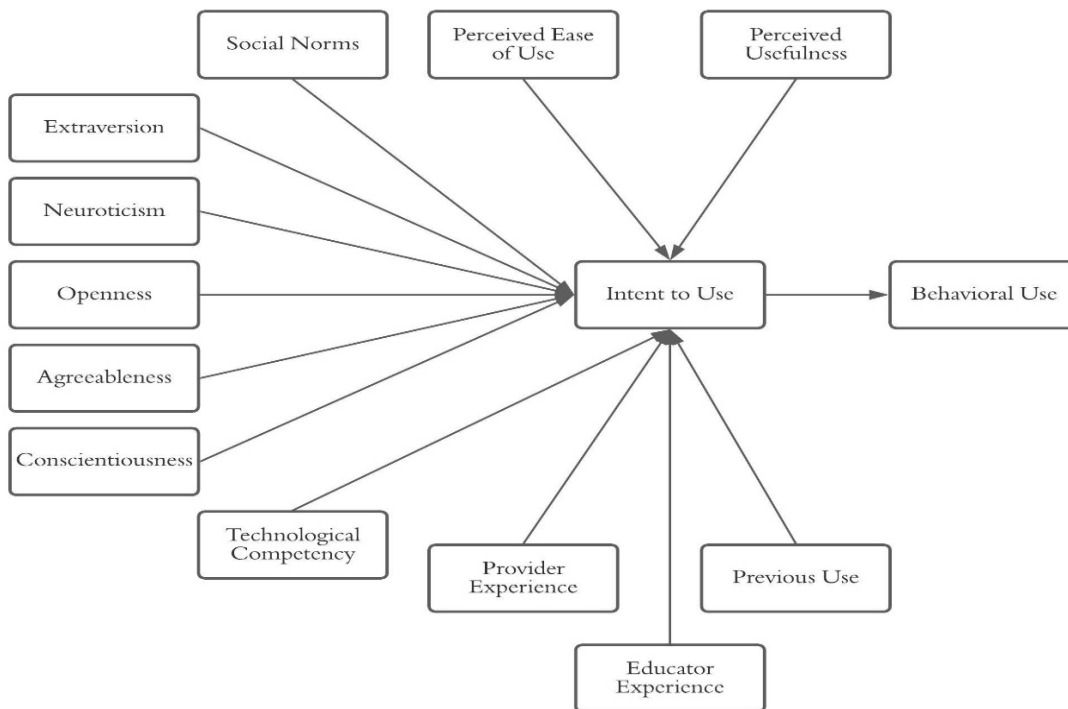 Social Norms
Perceived Ease
of Use
Perceived
Usefulness
Extraversion
Neuroticism
Openness
Intent to Use
Behavioral Use
Agreeableness
Conscientiousness
Technological
Competency
Provider
Experience
Previous Use
Educator
Experience